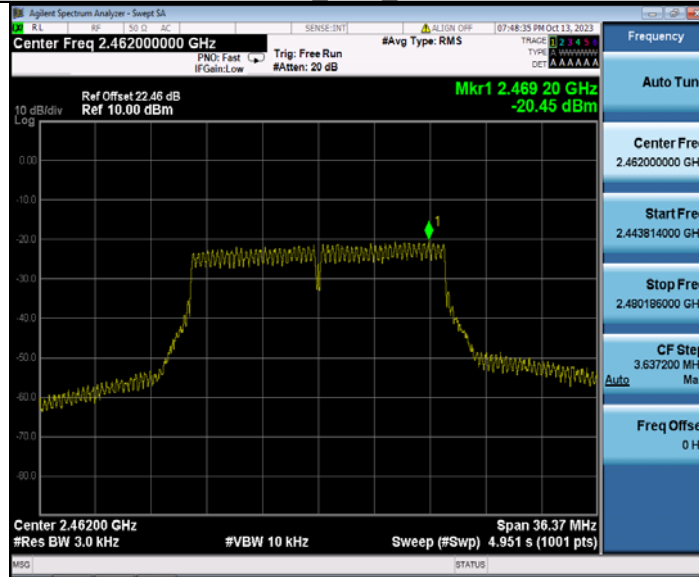 Agilent Spectrum Analyzer - Swept SA
RL RF 50 Ω AC SENSE:INT ALIGN OFF 07:48:35 PM Oct 13, 2023
Center Freq 2.462000000 GHz
PNO: Fast
IFGain:Low
Trig: Free Run
#Atten: 20 dB
#Avg Type: RMS
TRACE 1 2 3 4 5 6
TYPE A WWWWW
DET A A A A A A
Ref Offset 22.46 dB
10 dB/div Ref 10.00 dBm
Log
Mkr1 2.469 20 GHz
-20.45 dBm
1
0.00
-10.0
-20.0
-30.0
-40.0
-50.0
-60.0
-70.0
-80.0
Center 2.46200 GHz
#Res BW 3.0 kHz
#VBW 10 kHz
Span 36.37 MHz
Sweep (#Swp) 4.951 s (1001 pts)
MSG
STATUS
Frequency
Auto Tun
Center Fre
2.462000000 GH
Start Fre
2.443814000 GH
Stop Fre
2.480186000 GH
CF Step
3.637200 MH
Auto Ma
Freq Offse
0 H